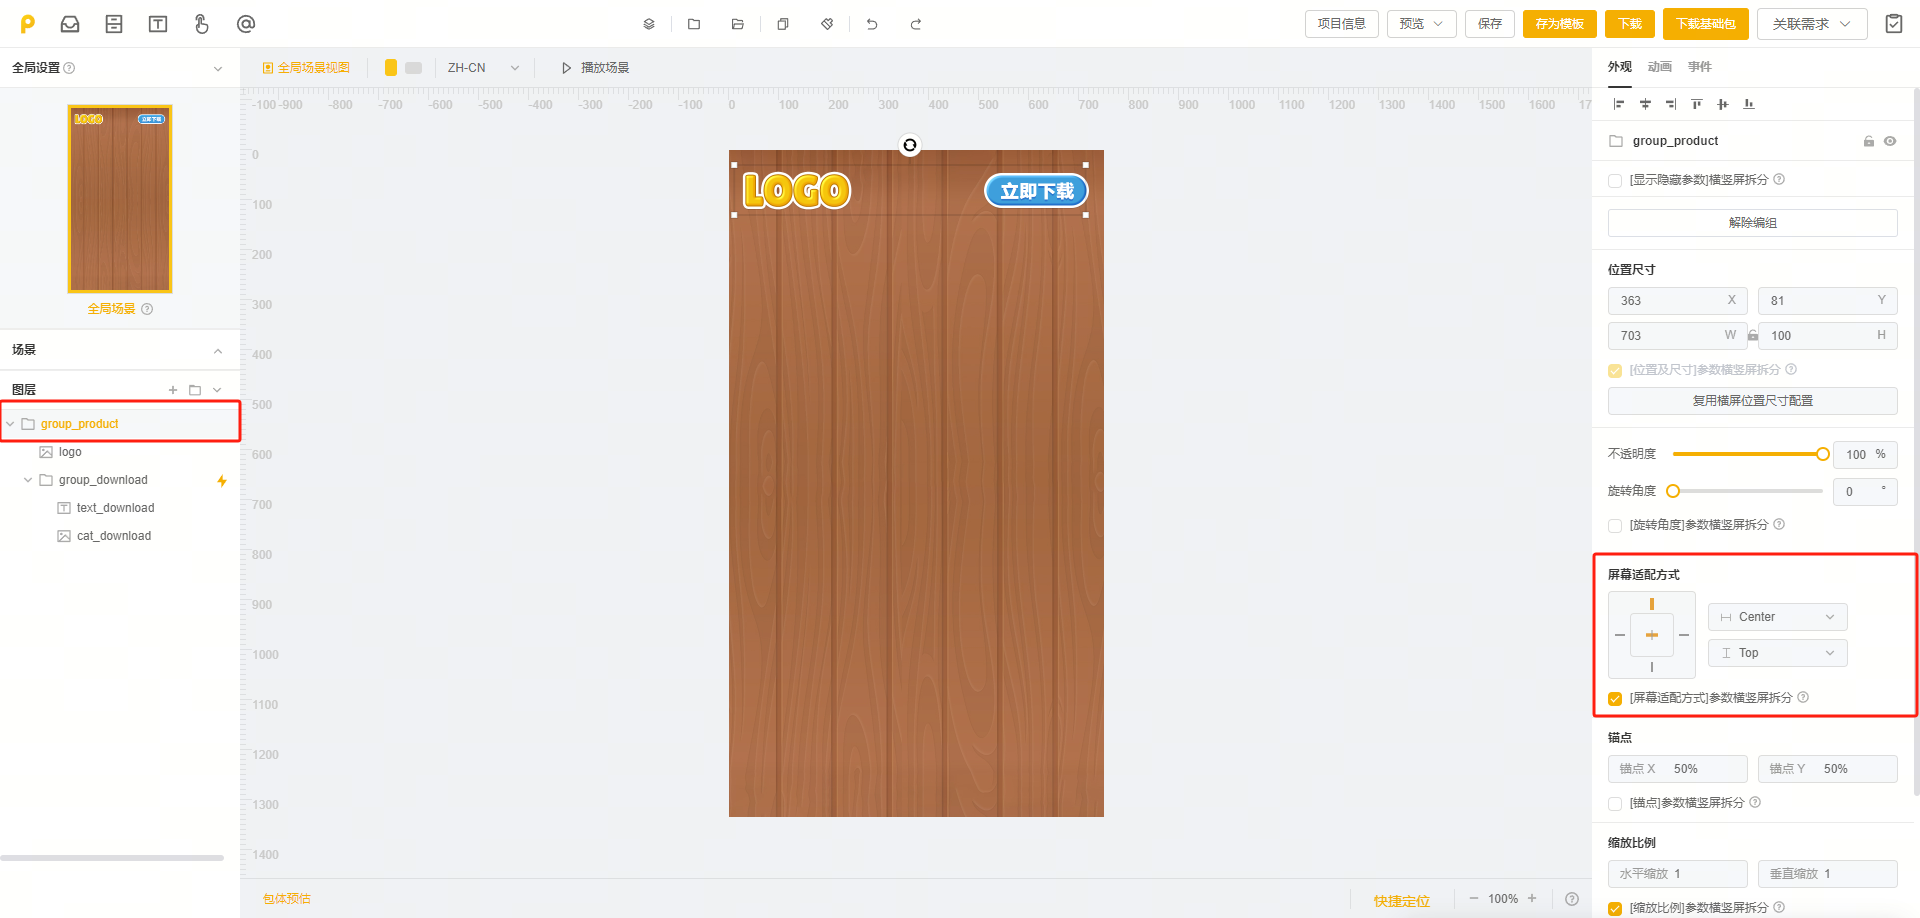 项目信息
预览
保存
存为模板
下载
下载基础包
关联需求
全局设置
全局场景视图
ZH-CN
播放场景
外观 动画 事件
-100 -900 -800 -700 -600 -500 -400 -300 -200 -100 0 100 200 300 400 500 600 700 800 900 1000 1100 1200 1300 1400 1500 1600 17
LOGO
立即下载
全局场景
场景
图层
group_product
logo
group_download
text_download
cat_download
0
100
200
300
400
500
600
700
800
900
1000
1100
1200
1300
1400
LOGO
立即下载
包体预估
快捷定位
100%
group_product
[显示隐藏参数]横竖屏拆分
解除编组
位置尺寸
363 X 81 Y
703 W 100 H
[位置及尺寸]参数横竖屏拆分
复用横屏位置尺寸配置
不透明度 100 %
旋转角度 0 °
[旋转角度]参数横竖屏拆分
屏幕适配方式
Center
Top
[屏幕适配方式]参数横竖屏拆分
锚点
锚点 X 50% 锚点 Y 50%
[锚点]参数横竖屏拆分
缩放比例
水平缩放 1 垂直缩放 1
[缩放比例]参数横竖屏拆分